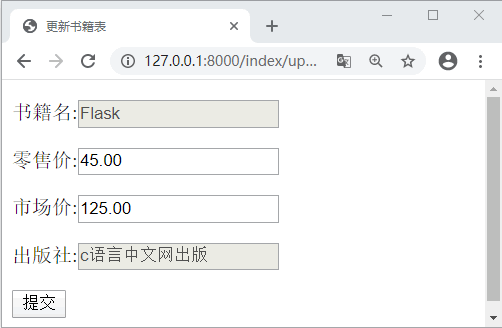 更新书籍表
127.0.0.1:8000/index/up...
书籍名:Flask
零售价:45.00
市场价:125.00
出版社:c语言中文网出版
提交